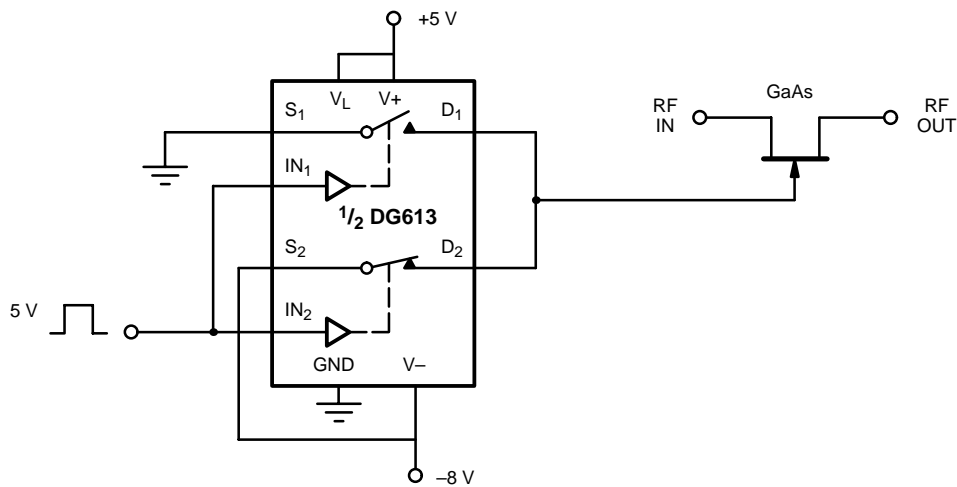 +5 V
S1 VL V+ D1
GaAs
RF IN
RF OUT
IN1
1/2 DG613
S2 D2
5 V
IN2
GND V–
–8 V